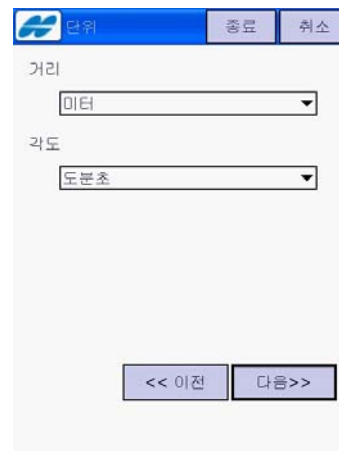 단위 종료 취소
거리
미터
각도
도분초
<< 이전 다음>>